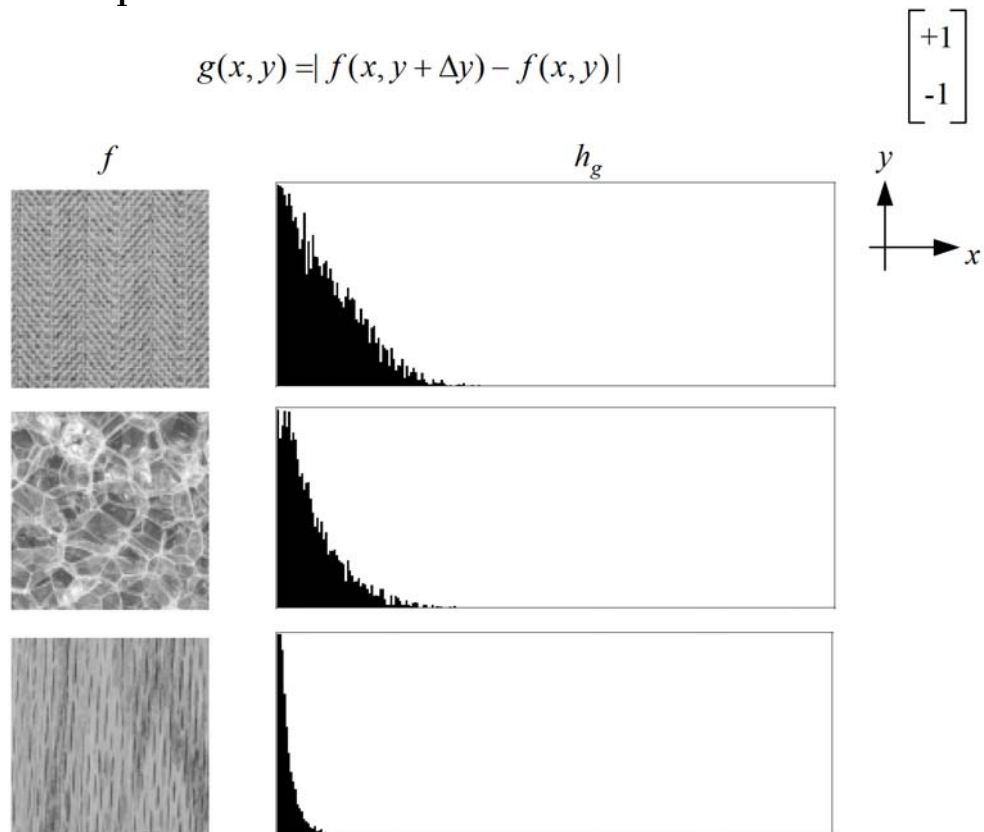 g(x, y) =| f(x, y + Δy) − f(x, y) |
+1
-1
f
h_g
y
x